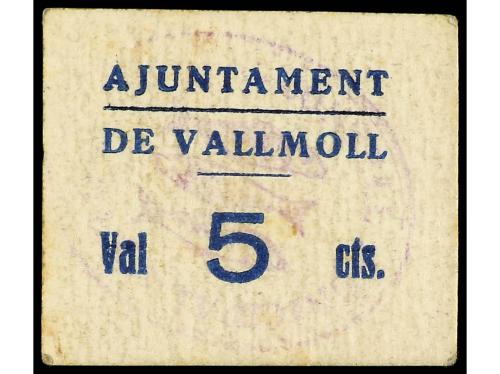 AJUNTAMENT
DE VALLMOLL
Val 5 cts.